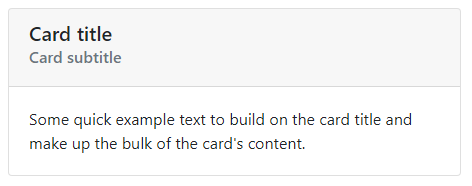 Card title
Card subtitle
Some quick example text to build on the card title and
make up the bulk of the card's content.